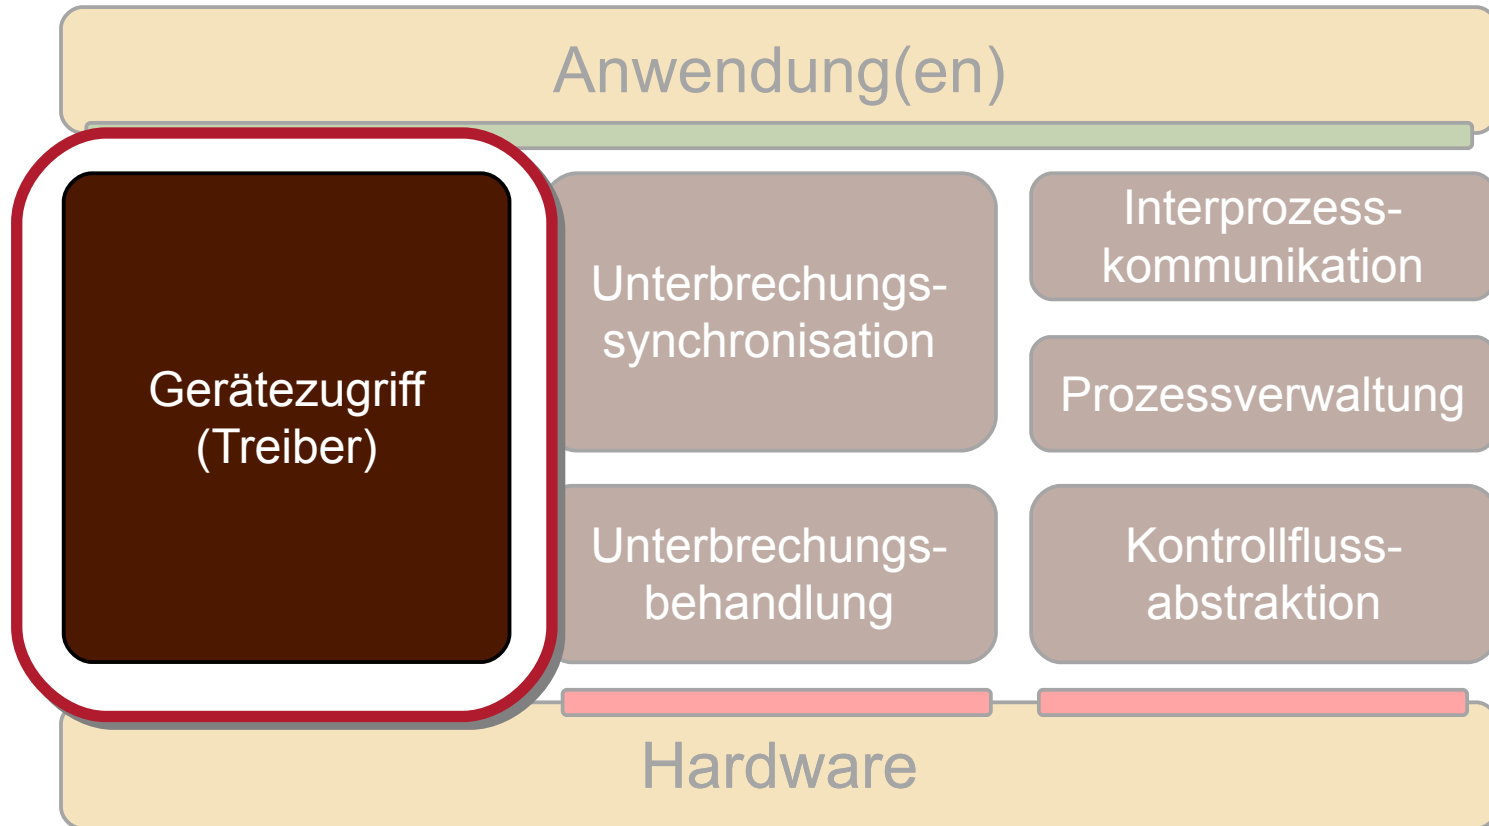 Anwendung(en)
Gerätezugriff
(Treiber)
Unterbrechungs-
synchronisation
Interprozess-
kommunikation
Prozessverwaltung
Unterbrechungs-
behandlung
Kontrollfluss-
abstraktion
Hardware